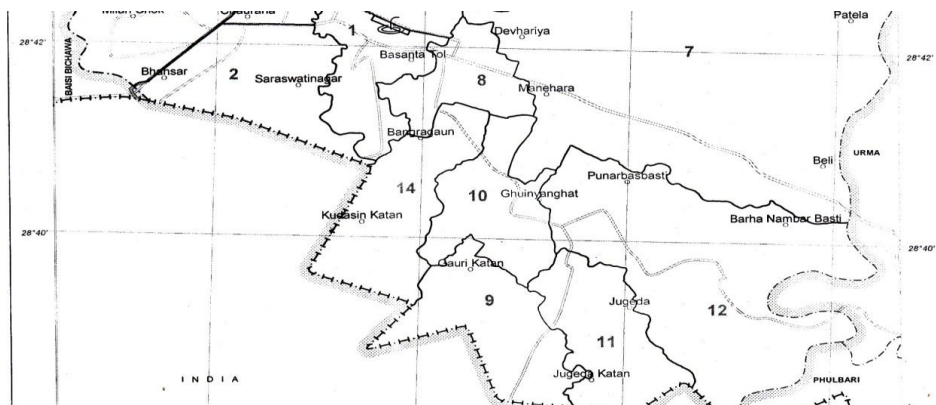 Patela
1
Devhariya
28°42'
7
28°42'
Basanta Tol
BAISI BICHAWA
Bhansar
2
Saraswatinagar
8
Manehara
Bangragaun
Beli
URMA
Punarbasbasti
14
10
Ghuinyanghat
Kudasin Katan
Barha Nambar Basti
28°40'
28°40'
Gauri Katan
9
Jugeda
12
11
Jugeda Katan
INDIA
PHULBARI